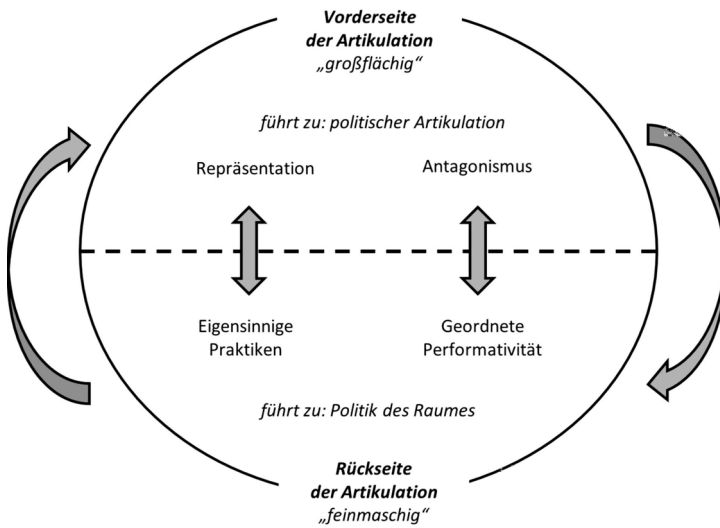 Vorderseite
der Artikulation
„großflächig“
führt zu: politischer Artikulation
Repräsentation
Antagonismus
Eigensinnige
Praktiken
Geordnete
Performativität
führt zu: Politik des Raumes
Rückseite
der Artikulation
„feinmaschig“